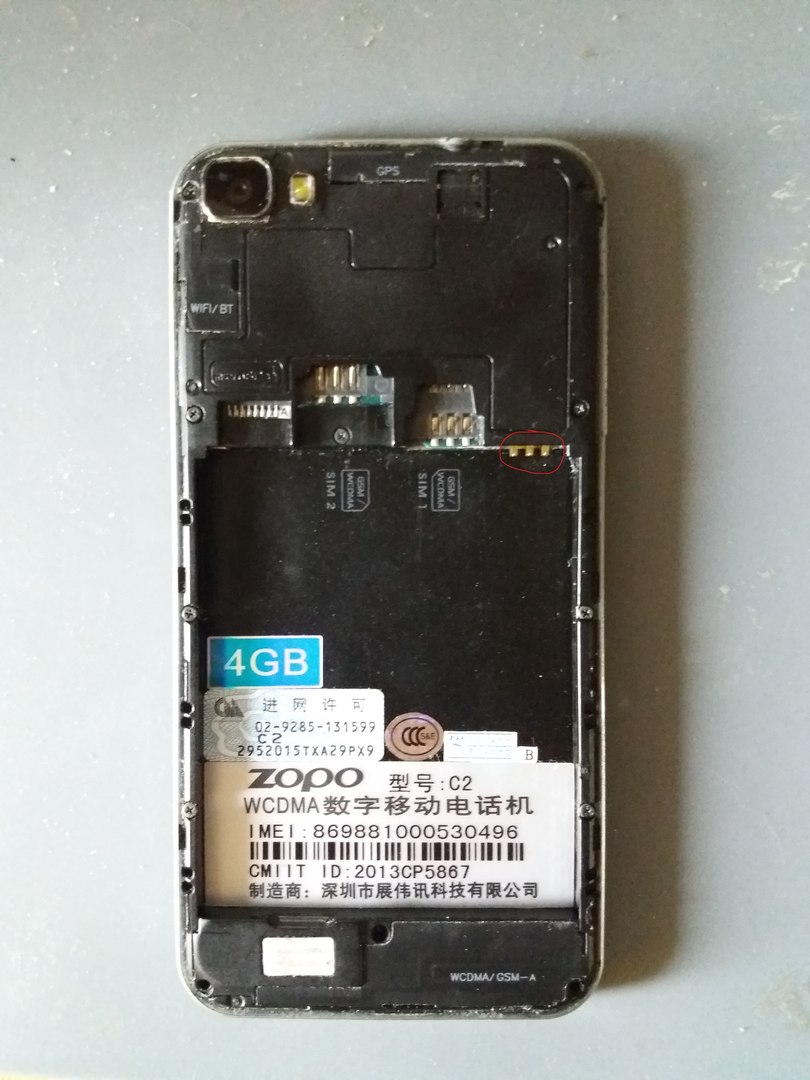 GPS
WIFI/BT
A
GSM/
WCDMA
SIM 2
GSM/
WCDMA
SIM 1
4GB
进网许可
02-9285-131599
C2
2952015TXA29PX9
CCC S&E
B
ZOPO 型号:C2
WCDMA数字移动电话机
IMEI:869881000530496
CMIIT ID:2013CP5867
制造商: 深圳市展伟讯科技有限公司
WCDMA/GSM-A